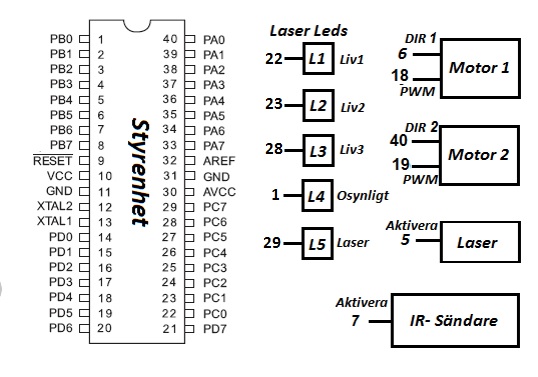 PB0 1 40 PA0
PB1 2 39 PA1
PB2 3 38 PA2
PB3 4 37 PA3
PB4 5 36 PA4
PB5 6 35 PA5
PB6 7 34 PA6
PB7 8 33 PA7
RESET 9 32 AREF
VCC 10 31 GND
GND 11 30 AVCC
XTAL2 12 29 PC7
XTAL1 13 28 PC6
PD0 14 27 PC5
PD1 15 26 PC4
PD2 16 25 PC3
PD3 17 24 PC2
PD4 18 23 PC1
PD5 19 22 PC0
PD6 20 21 PD7
Styrenhet
Laser Leds
22 L1 Liv1
23 L2 Liv2
28 L3 Liv3
1 L4 Osynligt
29 L5 Laser
DIR 1
6
18
PWM
Motor 1
DIR 2
40
19
PWM
Motor 2
Aktivera
5
Laser
Aktivera
7
IR- Sändare